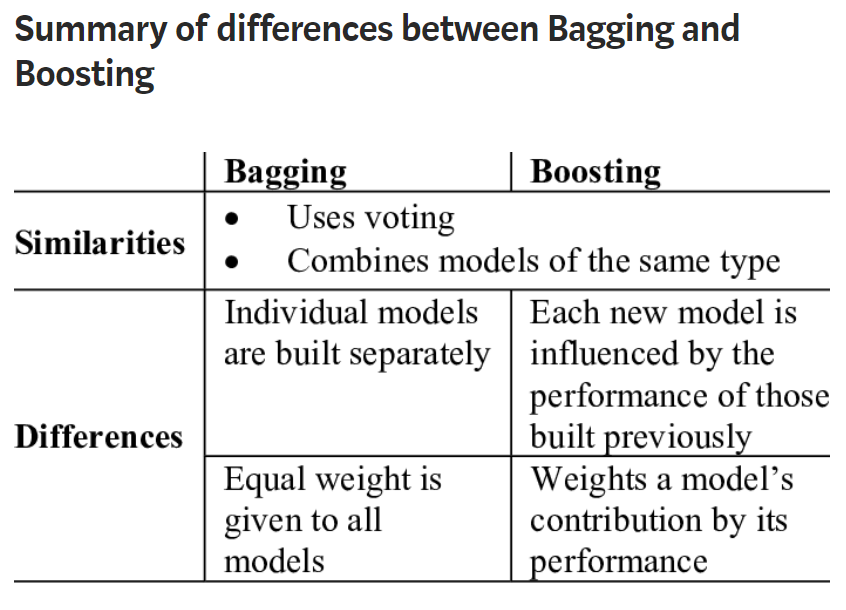 Summary of differences between Bagging and
Boosting
Bagging
Boosting
Similarities
• Uses voting
• Combines models of the same type
Differences
Individual models
are built separately
Each new model is
influenced by the
performance of those
built previously
Equal weight is
given to all
models
Weights a model’s
contribution by its
performance